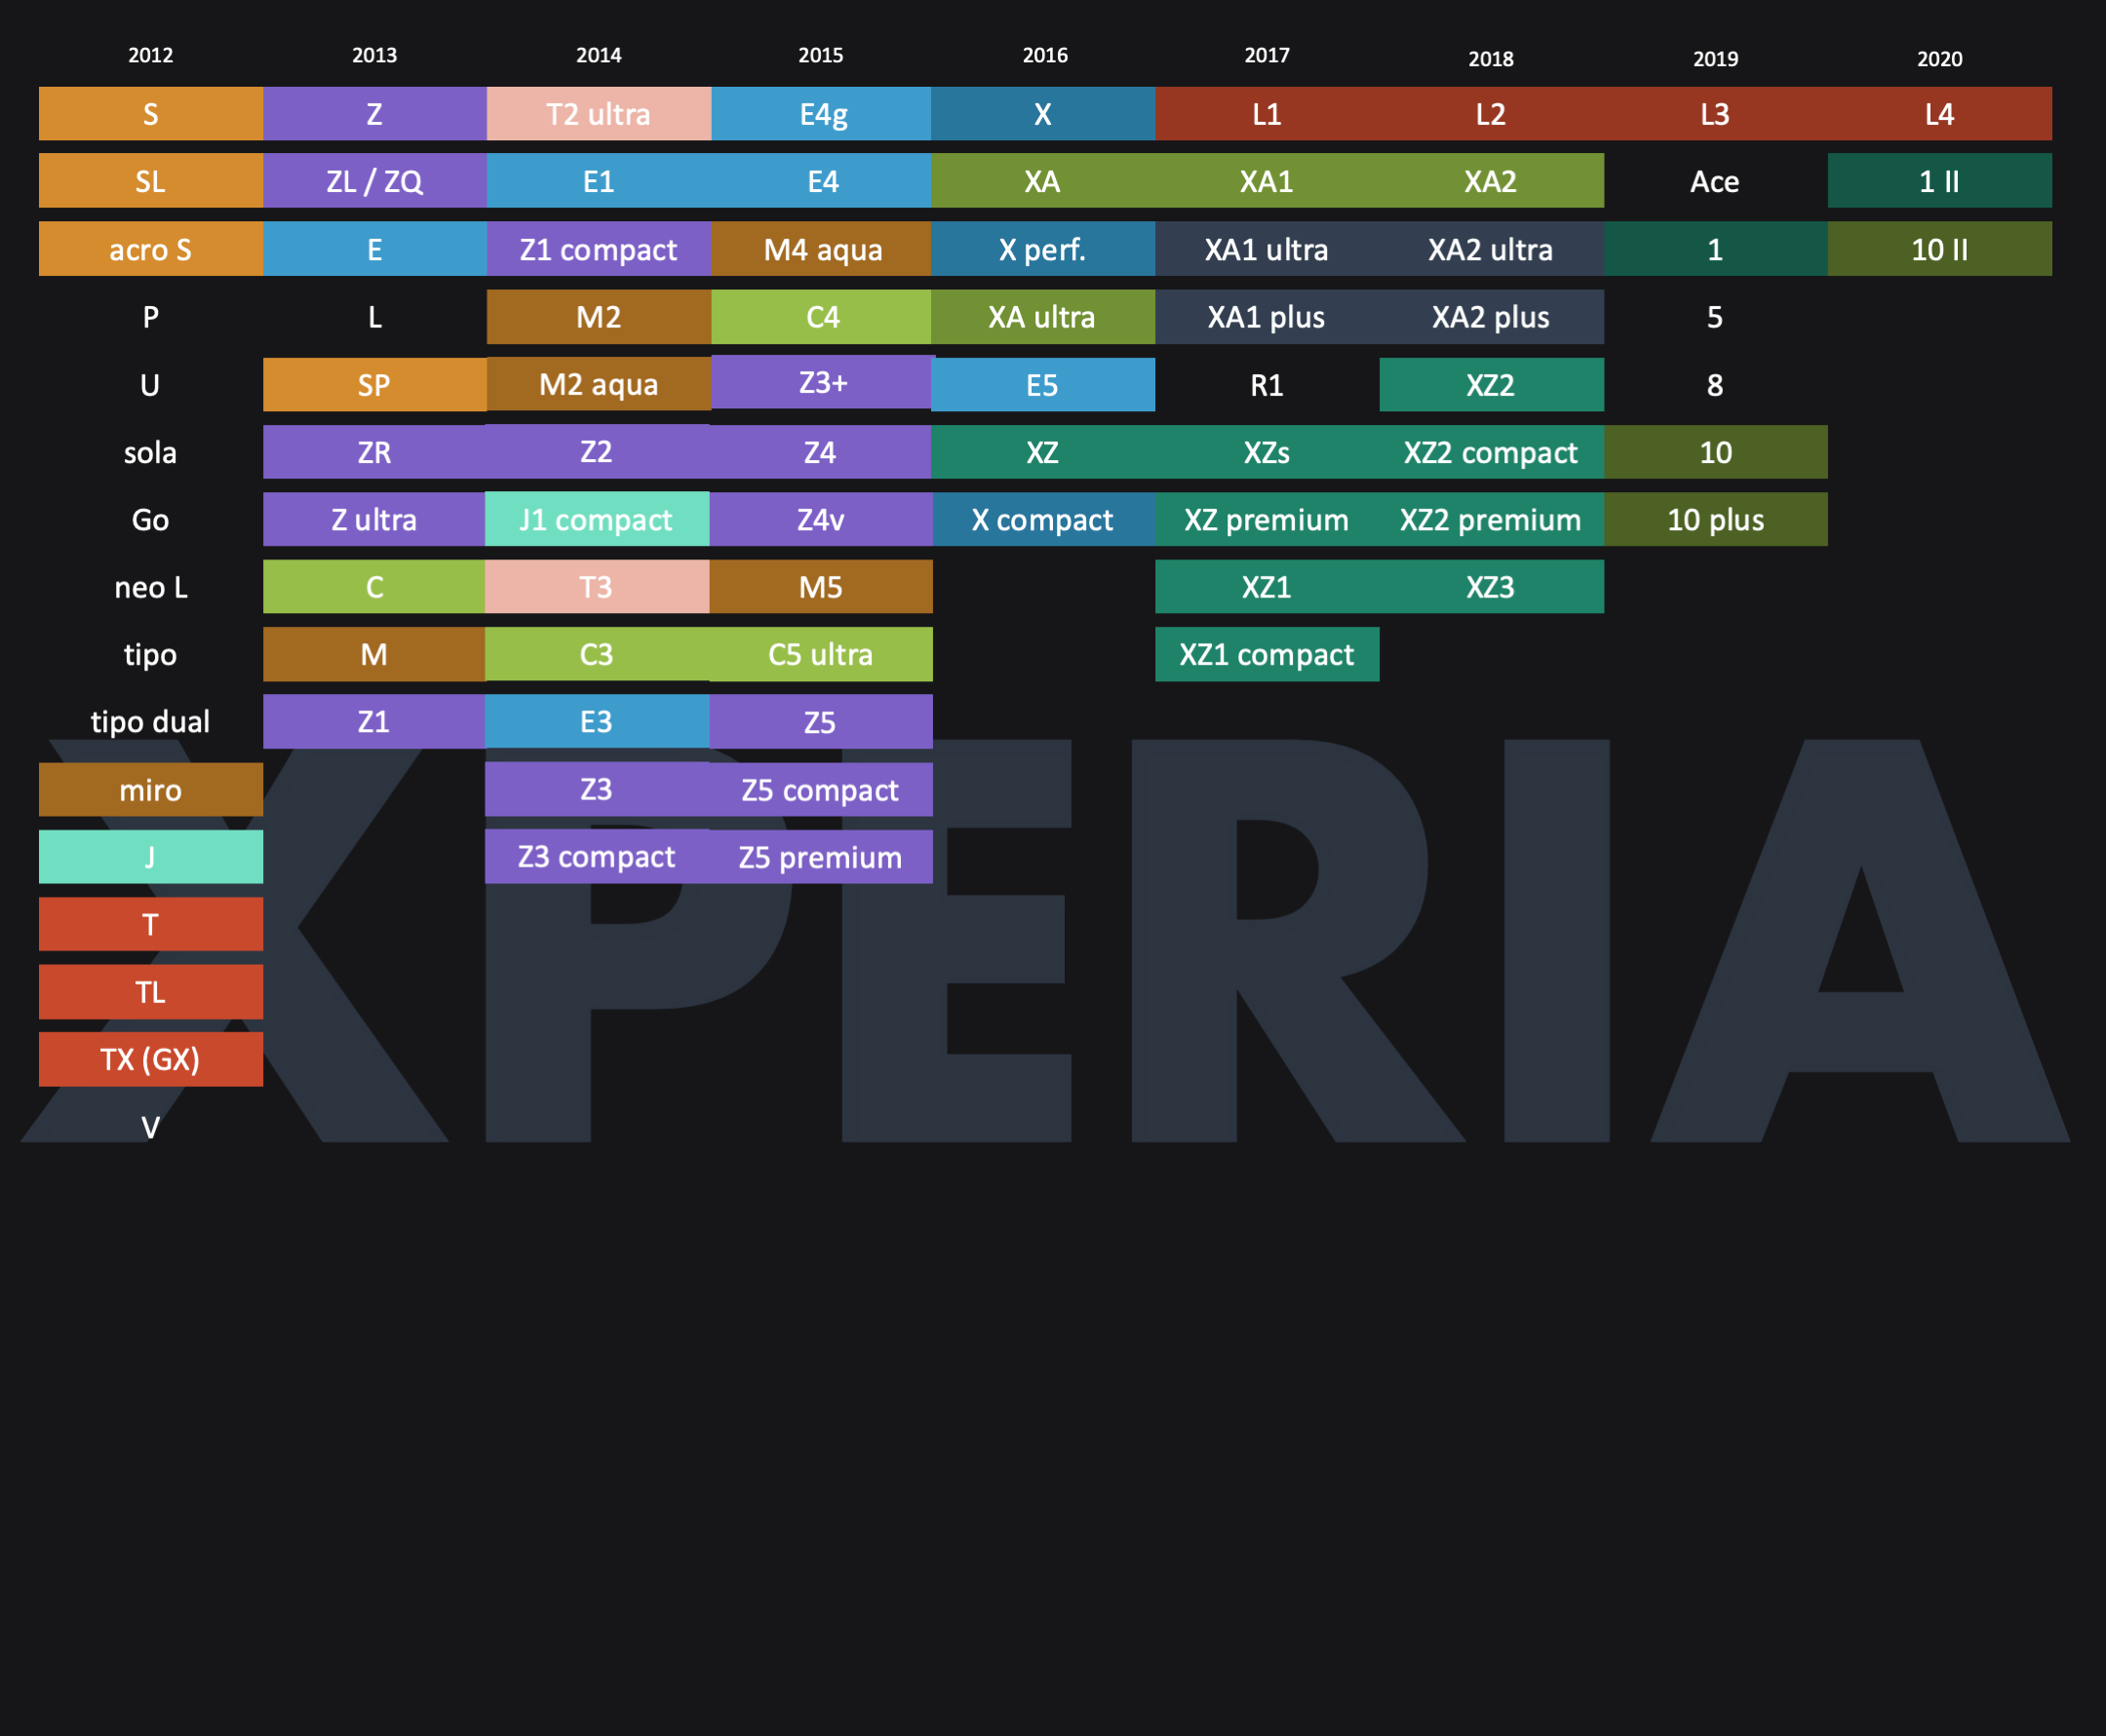 2012 2013 2014 2015 2016 2017 2018 2019 2020
S Z T2 ultra E4g X L1 L2 L3 L4
SL ZL / ZQ E1 E4 XA XA1 XA2 Ace 1 II
acro S E Z1 compact M4 aqua X perf. XA1 ultra XA2 ultra 1 10 II
P L M2 C4 XA ultra XA1 plus XA2 plus 5
U SP M2 aqua Z3+ E5 R1 XZ2 8
sola ZR Z2 Z4 XZ XZs XZ2 compact 10
Go Z ultra J1 compact Z4v X compact XZ premium XZ2 premium 10 plus
neo L C T3 M5 XZ1 XZ3
tipo M C3 C5 ultra XZ1 compact
tipo dual Z1 E3 Z5
miro Z3 Z5 compact
J Z3 compact Z5 premium
T
TL
TX (GX)
V
XPERIA